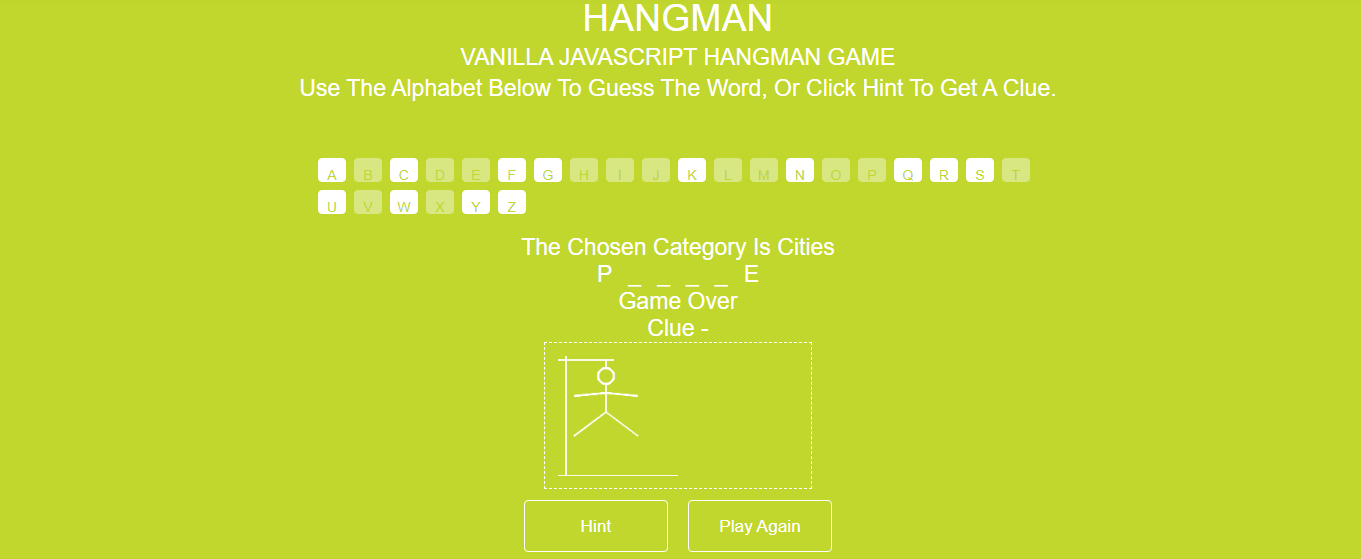 HANGMAN
VANILLA JAVASCRIPT HANGMAN GAME
Use The Alphabet Below To Guess The Word, Or Click Hint To Get A Clue.
A B C D E F G H I J K L M N O P Q R S T
U V W X Y Z
The Chosen Category Is Cities
P _ _ _ _ E
Game Over
Clue -
Hint Play Again